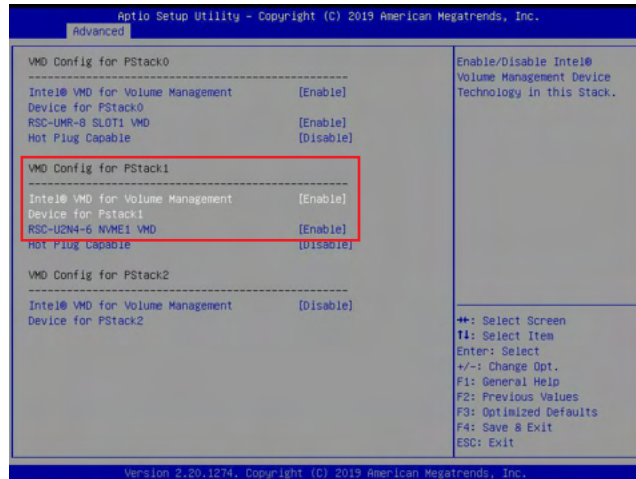 Aptio Setup Utility – Copyright (C) 2019 American Megatrends, Inc.
Advanced
VMD Config for PStack0
Intel® VMD for Volume Management [Enable]
Device for PStack0
RSC-UMR-8 SLOT1 VMD [Enable]
Hot Plug Capable [Disable]
VMD Config for PStack1
Intel® VMD for Volume Management [Enable]
Device for Pstack1
RSC-U2N4-6 NVME1 VMD [Enable]
Hot Plug Capable [Disable]
VMD Config for PStack2
Intel® VMD for Volume Management [Disable]
Device for PStack2
Enable/Disable Intel®
Volume Management Device
Technology in this Stack.
→←: Select Screen
↑↓: Select Item
Enter: Select
+/-: Change Opt.
F1: General Help
F2: Previous Values
F3: Optimized Defaults
F4: Save & Exit
ESC: Exit
Version 2.20.1274. Copyright (C) 2019 American Megatrends, Inc.